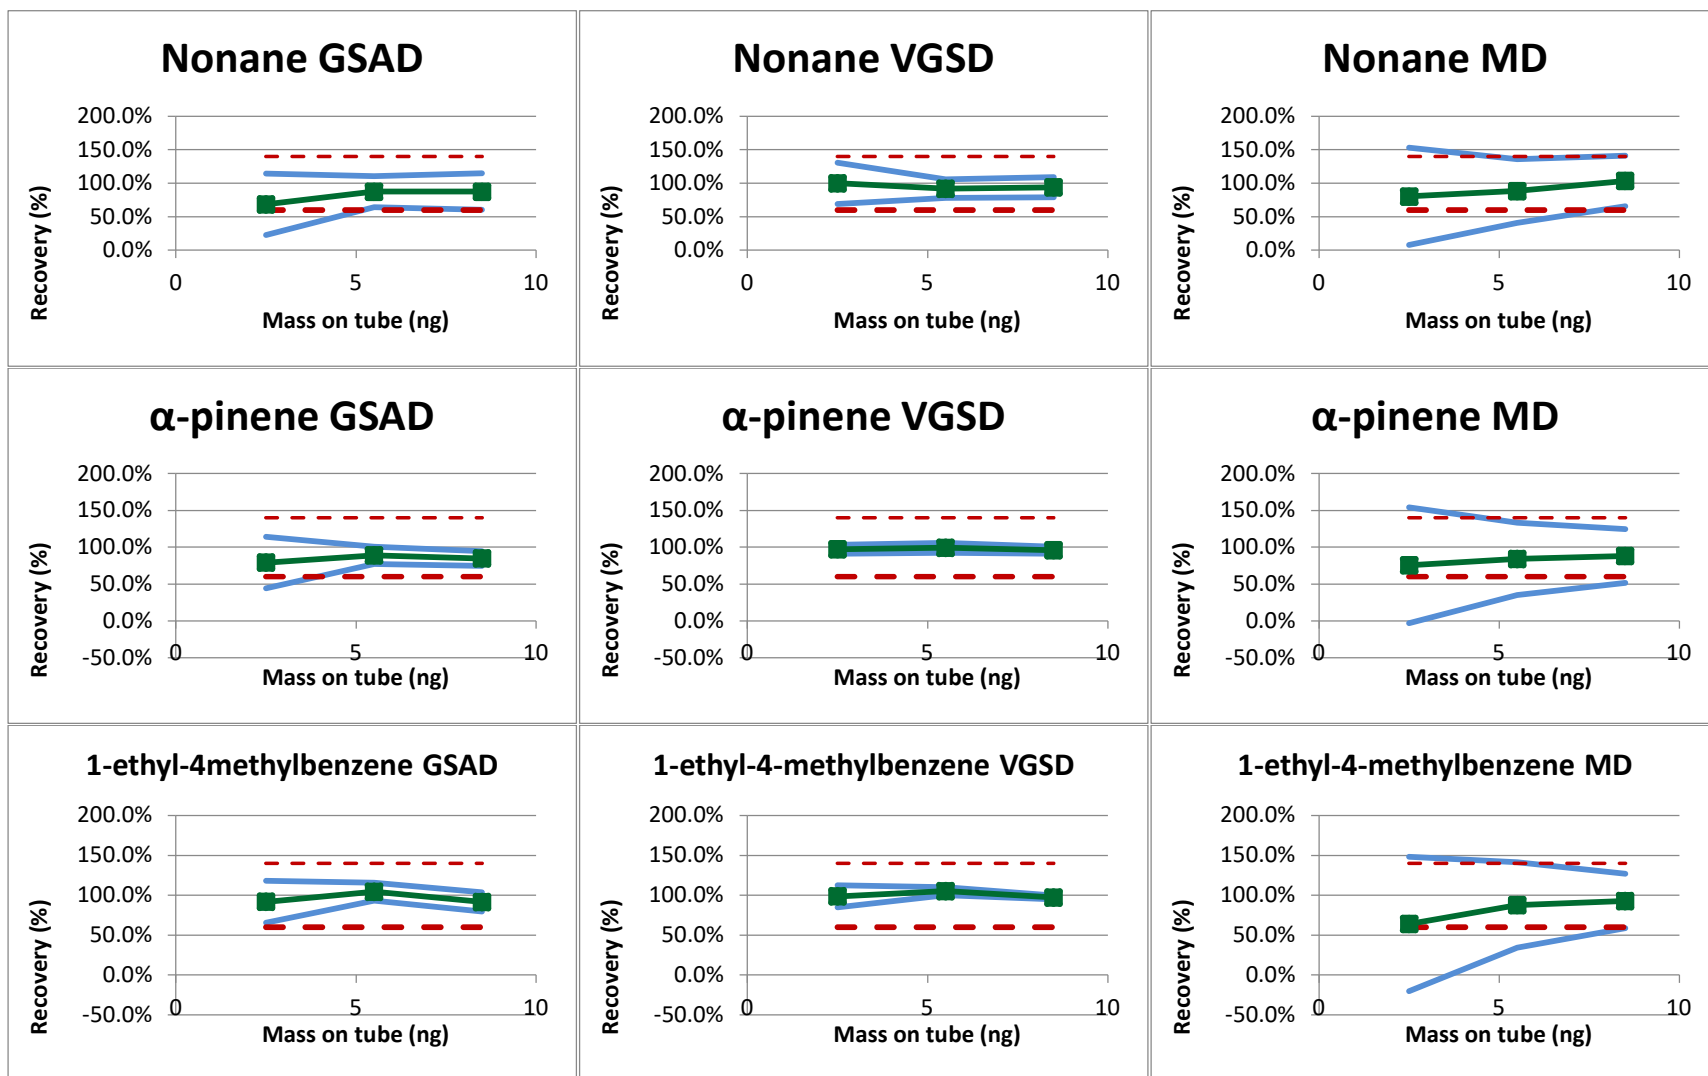 Nonane GSAD
200.0%
150.0%
100.0%
50.0%
0.0%
0 5 10
Recovery (%)
Mass on tube (ng)
Nonane VGSD
200.0%
150.0%
100.0%
50.0%
0.0%
0 5 10
Recovery (%)
Mass on tube (ng)
Nonane MD
200.0%
150.0%
100.0%
50.0%
0.0%
0 5 10
Recovery (%)
Mass on tube (ng)
α-pinene GSAD
200.0%
150.0%
100.0%
50.0%
0.0%
-50.0%
0 5 10
Recovery (%)
Mass on tube (ng)
α-pinene VGSD
200.0%
150.0%
100.0%
50.0%
0.0%
-50.0%
0 5 10
Recovery (%)
Mass on tube (ng)
α-pinene MD
200.0%
150.0%
100.0%
50.0%
0.0%
-50.0%
0 5 10
Recovery (%)
Mass on tube (ng)
1-ethyl-4methylbenzene GSAD
200.0%
150.0%
100.0%
50.0%
0.0%
-50.0%
0 5 10
Recovery (%)
Mass on tube (ng)
1-ethyl-4-methylbenzene VGSD
200.0%
150.0%
100.0%
50.0%
0.0%
-50.0%
0 5 10
Recovery (%)
Mass on tube (ng)
1-ethyl-4-methylbenzene MD
200.0%
150.0%
100.0%
50.0%
0.0%
-50.0%
0 5 10
Recovery (%)
Mass on tube (ng)